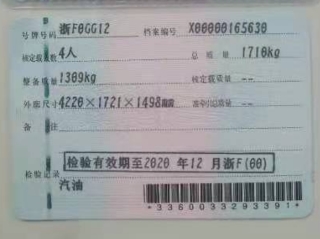 号牌号码 浙F0GG12 档案编号 X00000165630
核定载人数 4人 总质量 1710kg
整备质量 1309kg 核定载质量 --
外廓尺寸 4220×1721×1498mm 准牵引总质量 --
备注
检验有效期至2020 年12 月浙F(00)
检验记录
汽油
*3360033293391*